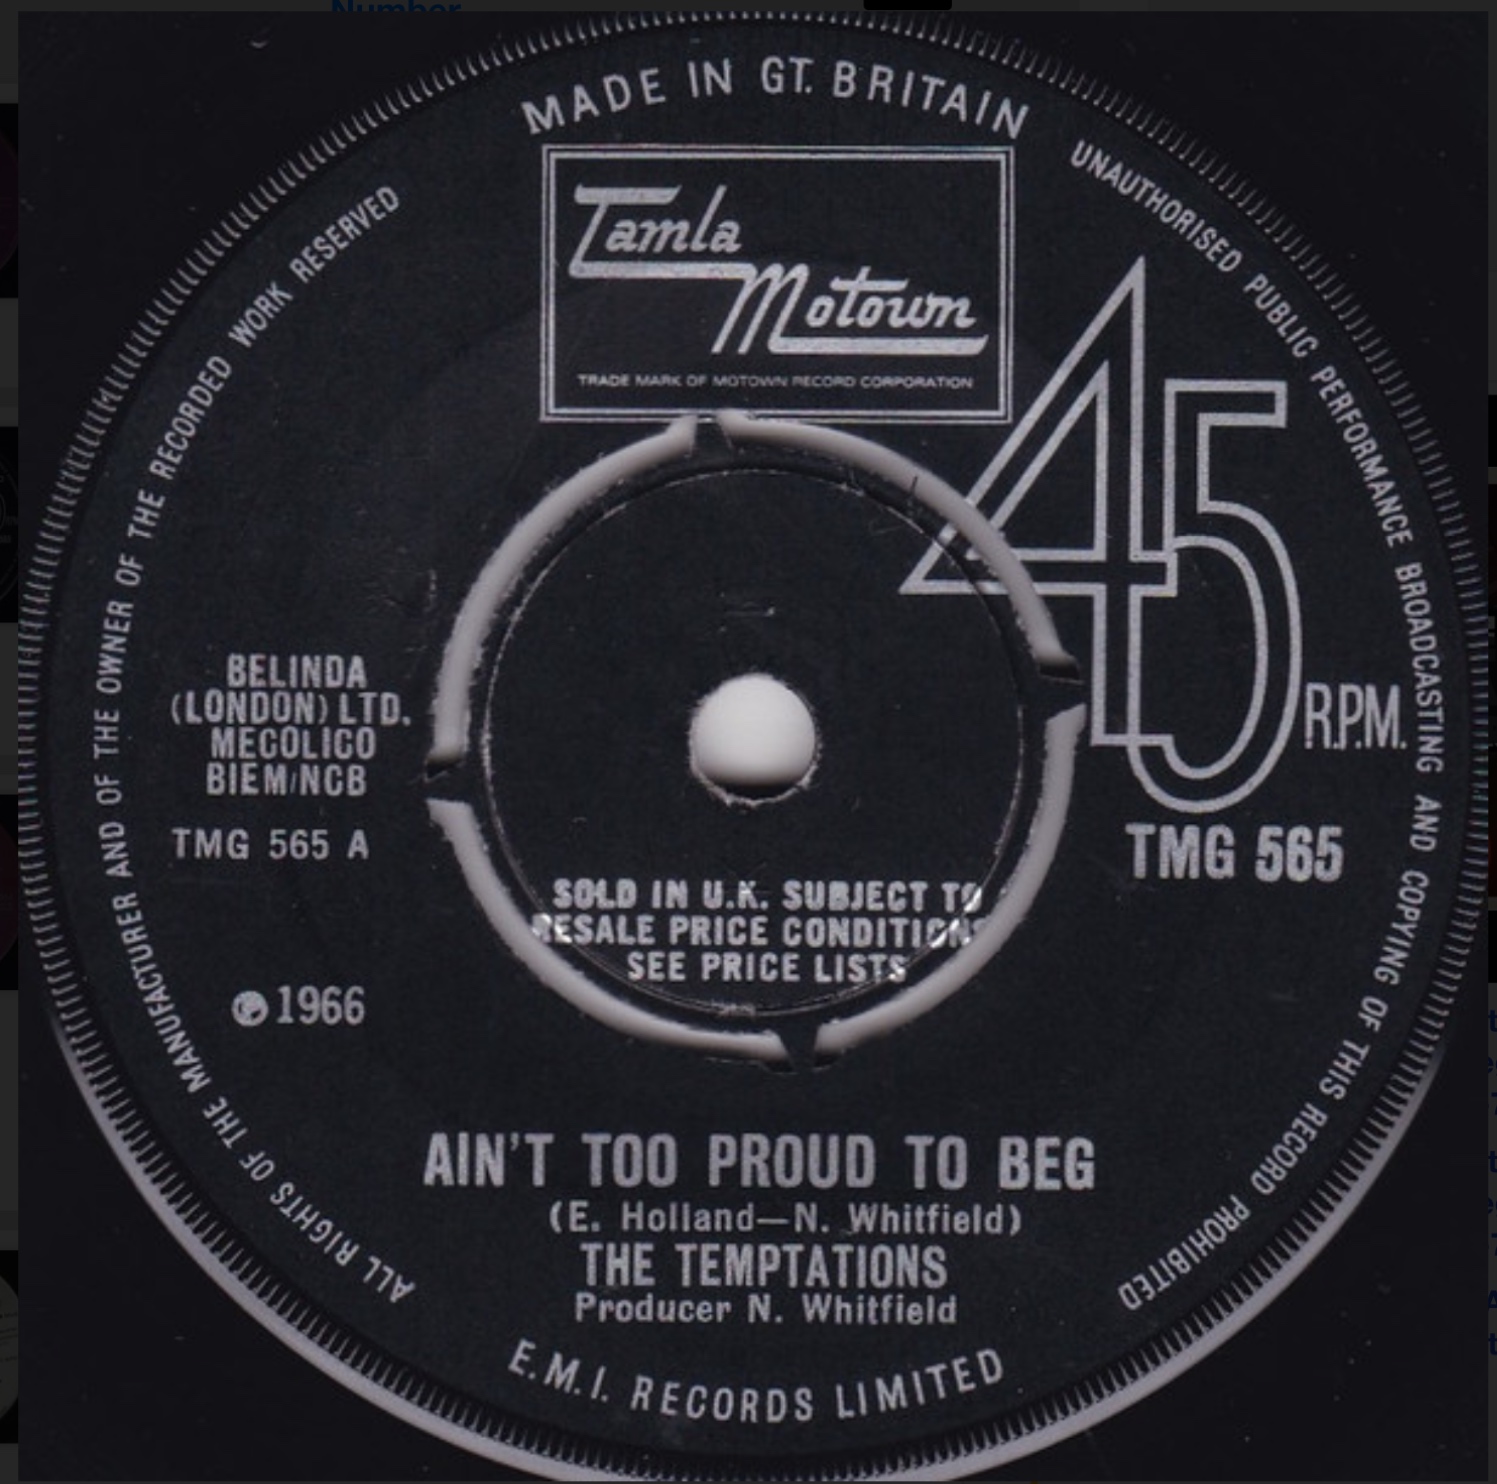 Number
MADE IN GT. BRITAIN
Tamla
Motown
TRADE MARK OF MOTOWN RECORD CORPORATION
UNAUTHORISED PUBLIC PERFORMANCE BROADCASTING AND COPYING OF THIS RECORD PROHIBITED
ALL RIGHTS OF THE MANUFACTURER AND OF THE OWNER OF THE RECORDED WORK RESERVED
45
R.P.M.
BELINDA
(LONDON) LTD.
MECOLICO
BIEM/NCB
TMG 565 A
TMG 565
SOLD IN U.K. SUBJECT TO
RESALE PRICE CONDITIONS
SEE PRICE LISTS
℗ 1966
AIN'T TOO PROUD TO BEG
(E. Holland—N. Whitfield)
THE TEMPTATIONS
Producer N. Whitfield
E.M.I. RECORDS LIMITED